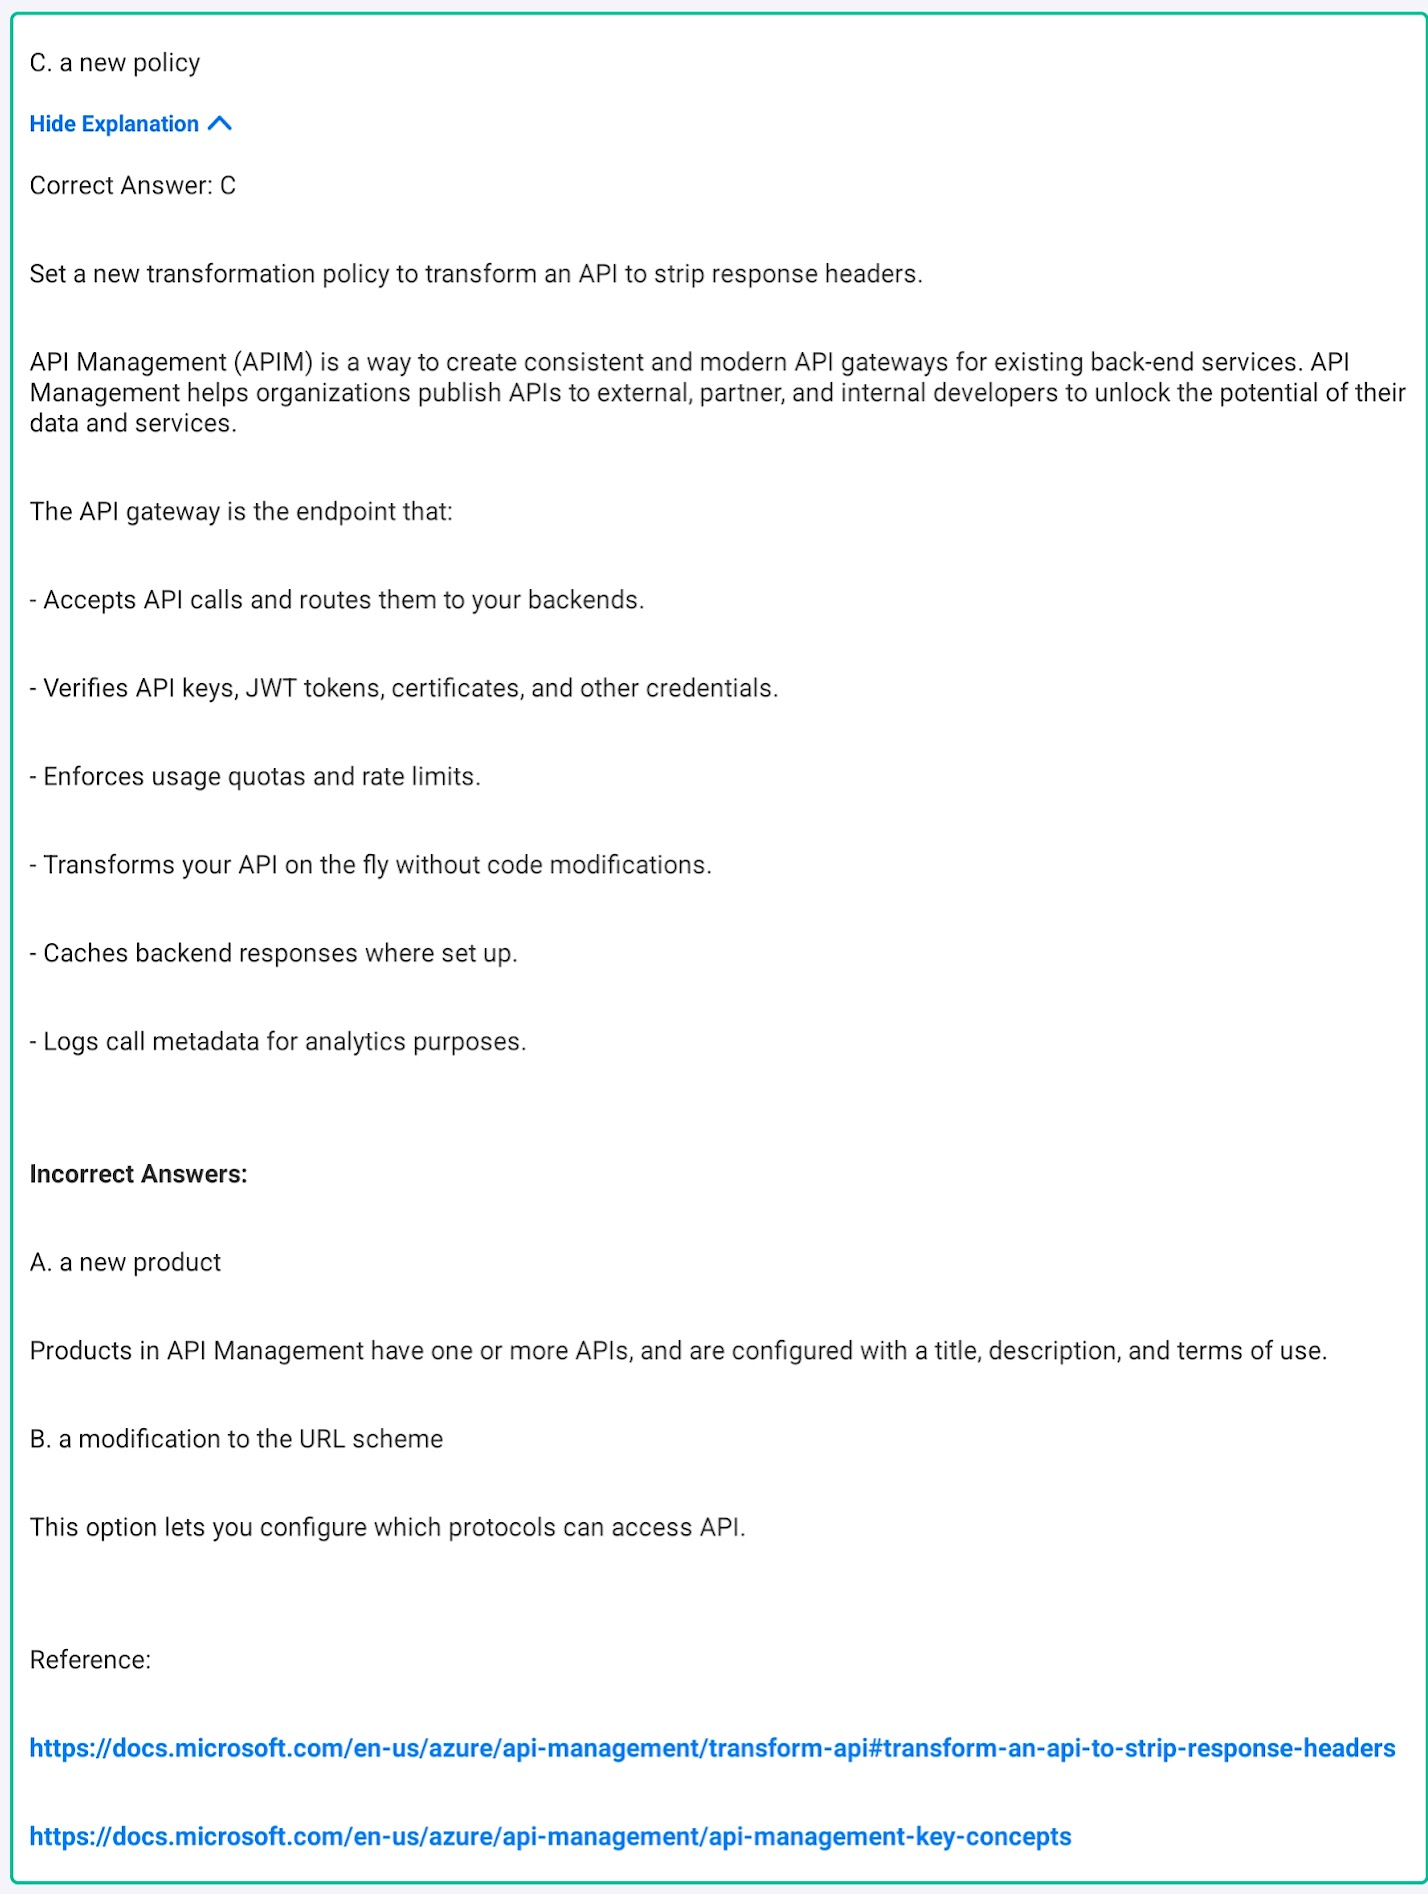 C. a new policy
Hide Explanation
Correct Answer: C
Set a new transformation policy to transform an API to strip response headers.
API Management (APIM) is a way to create consistent and modern API gateways for existing back-end services. API
Management helps organizations publish APIs to external, partner, and internal developers to unlock the potential of their
data and services.
The API gateway is the endpoint that:
- Accepts API calls and routes them to your backends.
- Verifies API keys, JWT tokens, certificates, and other credentials.
- Enforces usage quotas and rate limits.
- Transforms your API on the fly without code modifications.
- Caches backend responses where set up.
- Logs call metadata for analytics purposes.
Incorrect Answers:
A. a new product
Products in API Management have one or more APIs, and are configured with a title, description, and terms of use.
B. a modification to the URL scheme
This option lets you configure which protocols can access API.
Reference:
https://docs.microsoft.com/en-us/azure/api-management/transform-api#transform-an-api-to-strip-response-headers
https://docs.microsoft.com/en-us/azure/api-management/api-management-key-concepts